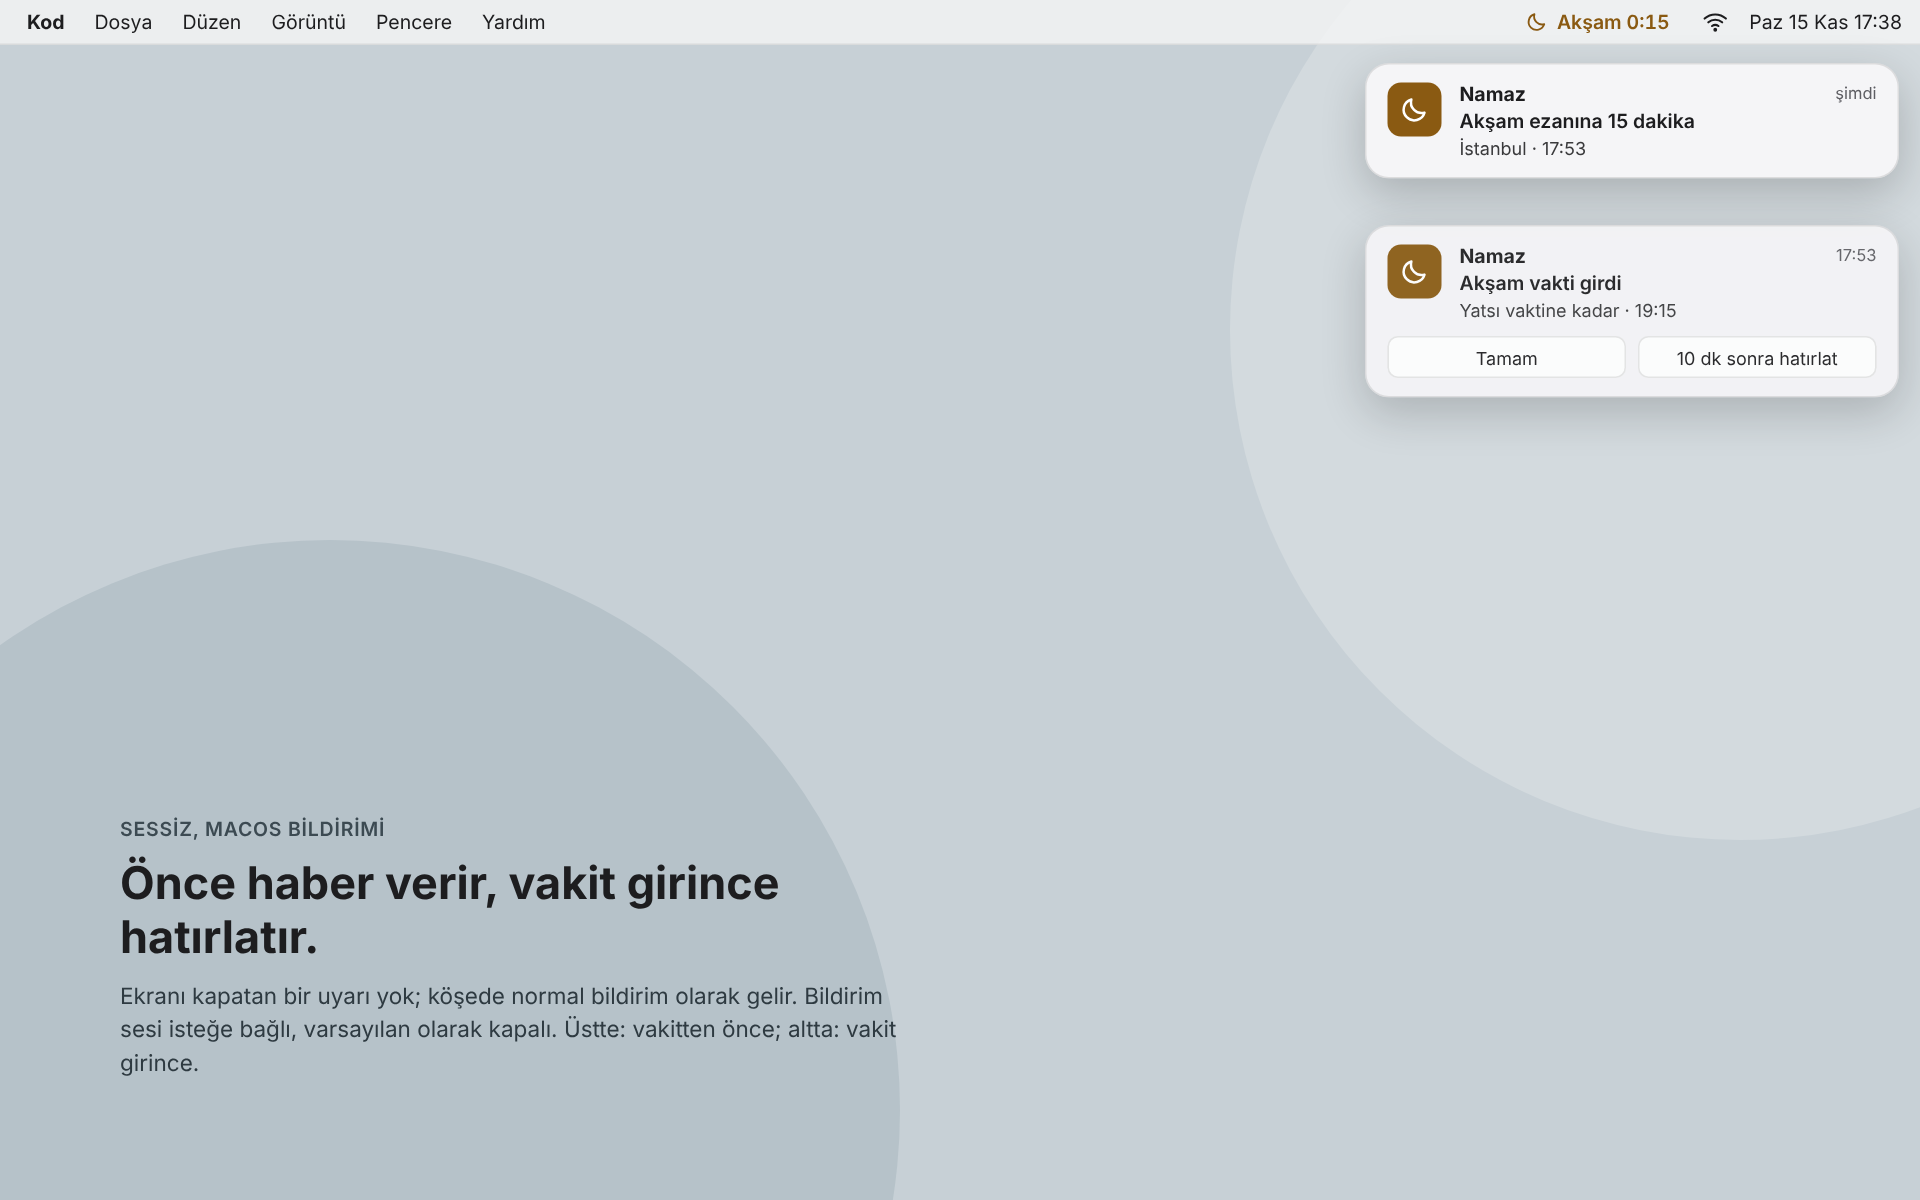 Kod Dosya Düzen Görüntü Pencere Yardım Akşam 0:15 Paz 15 Kas 17:38
Namaz şimdi
Akşam ezanına 15 dakika
İstanbul · 17:53
Namaz 17:53
Akşam vakti girdi
Yatsı vaktine kadar · 19:15
Tamam 10 dk sonra hatırlat
SESSİZ, MACOS BİLDİRİMİ
Önce haber verir, vakit girince
hatırlatır.
Ekranı kapatan bir uyarı yok; köşede normal bildirim olarak gelir. Bildirim
sesi isteğe bağlı, varsayılan olarak kapalı. Üstte: vakitten önce; altta: vakit
girince.